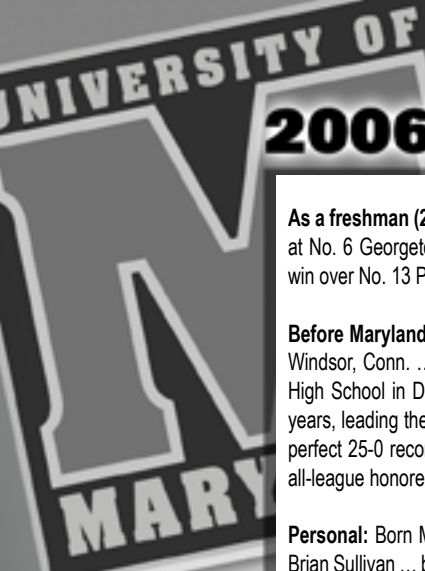 UNIVERSITY OF
2006
As a freshman (2
at No. 6 Georget
win over No. 13 P
Before Maryland
Windsor, Conn. …
High School in D
years, leading the
perfect 25-0 reco
all-league honore
Personal: Born M
Brian Sullivan … b
M
MARY